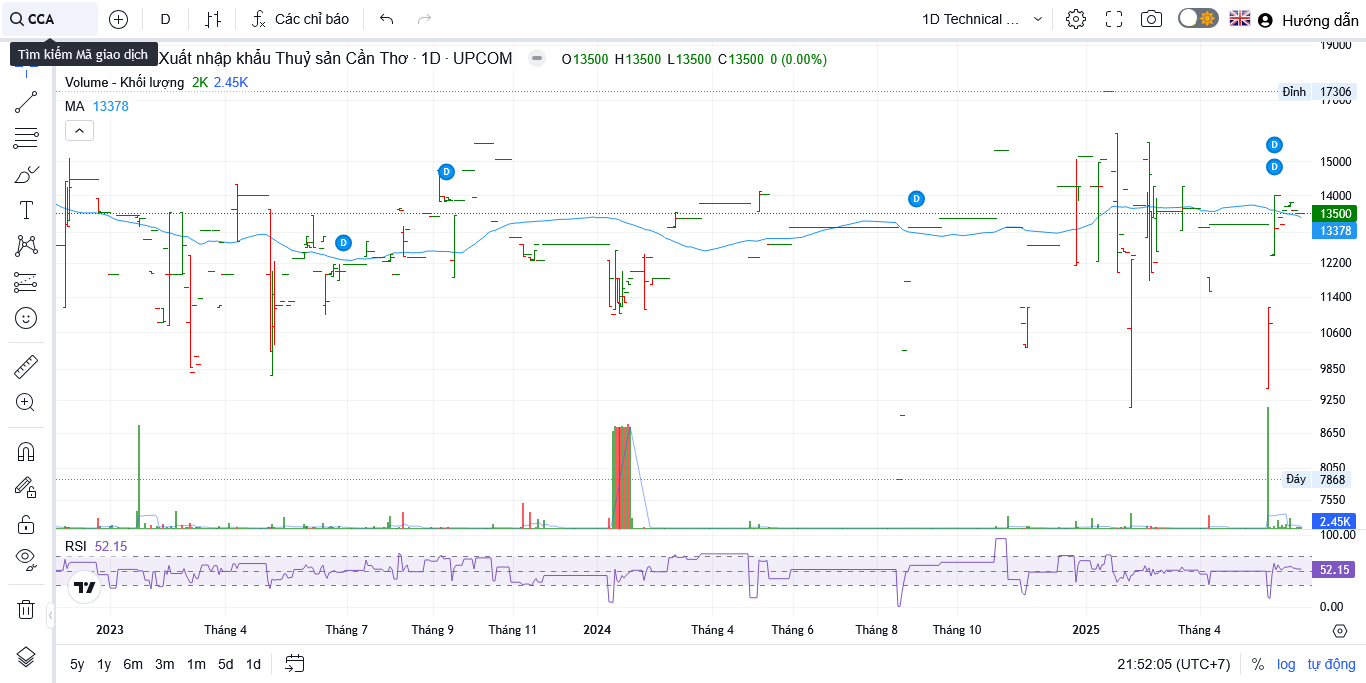 CCA D Các chỉ báo 1D Technical ... Hướng dẫn
Tìm kiếm Mã giao dịch
Xuất nhập khẩu Thuỷ sản Cần Thơ · 1D · UPCOM O13500 H13500 L13500 C13500 0 (0.00%)
Volume - Khối lượng 2K 2.45K
MA 13378
19000
Đỉnh 17306
17000
D
15000
D
D
14000
D
13500
13378
D
12200
11400
10600
9850
9250
8650
8050
Đáy 7868
7550
2.45K
100.00
RSI 52.15
52.15
0.00
2023 Tháng 4 Tháng 7 Tháng 9 Tháng 11 2024 Tháng 4 Tháng 6 Tháng 8 Tháng 10 2025 Tháng 4
5y 1y 6m 3m 1m 5d 1d 21:52:05 (UTC+7) % log tự động